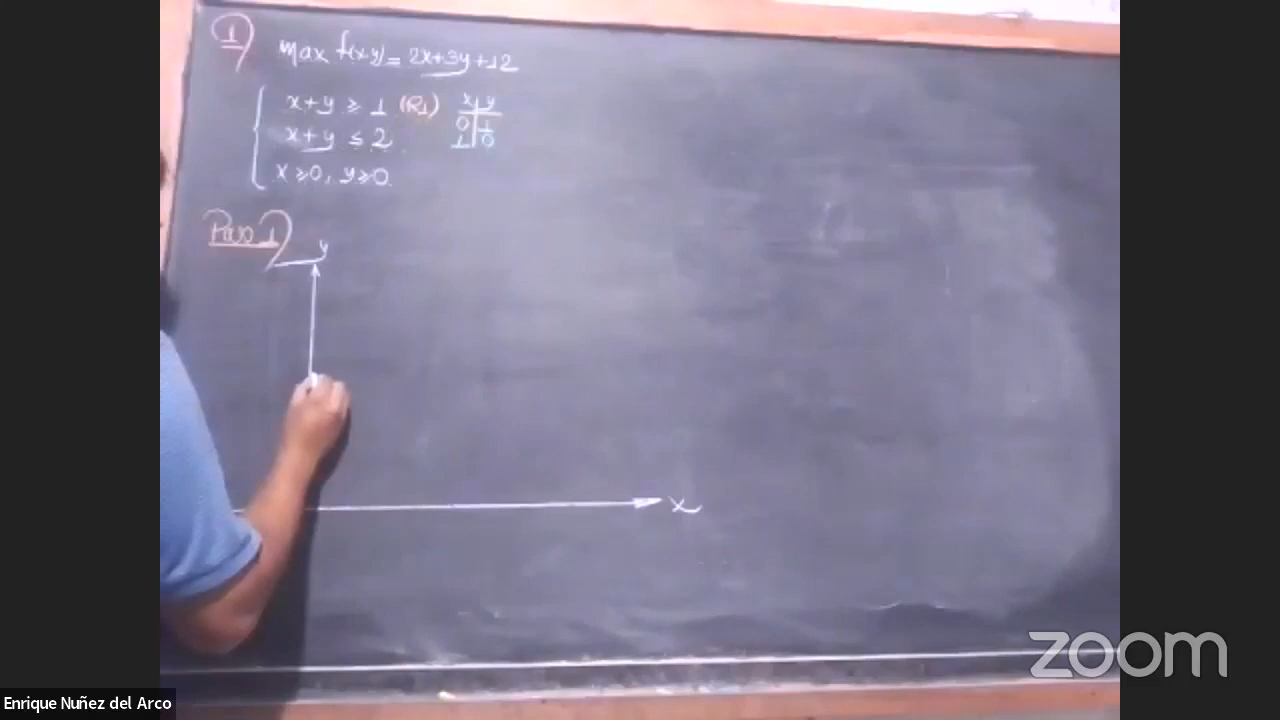 1)
max f(x,y) = 2x+3y+12
x+y ≥ 1 (R1)
x+y ≤ 2
x≥0, y≥0
x y
0 1
1 0
Paso 1)
y
x
zoom
Enrique Nuñez del Arco